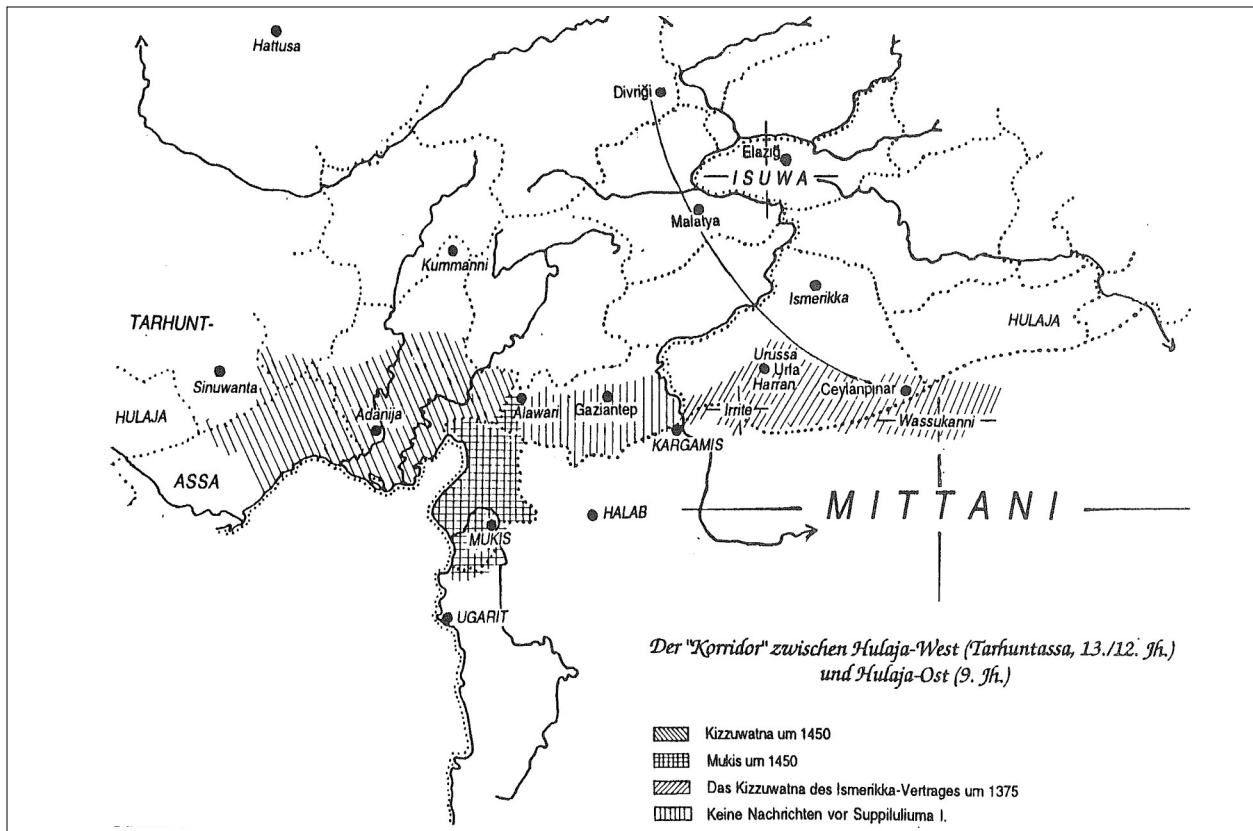 Hattusa
Divriği
Elazığ
ISUWA
Malatya
Kummanni
Ismerikka
TARHUNT-
HULAJA
Sinuwanta
Urussa
Urfa
Harran
Ceylanpınar
Alawari
Gaziantep
HULAJA
Adanija
Irrite
Wassukanni
KARGAMIS
ASSA
MITTANI
HALAB
MUKIS
UGARIT
Der "Korridor" zwischen Hulaja-West (Tarhuntassa, 13./12. Jh.)
und Hulaja-Ost (9. Jh.)
Kizzuwatna um 1450
Mukis um 1450
Das Kizzuwatna des Ismerikka-Vertrages um 1375
Keine Nachrichten vor Suppiluliuma I.